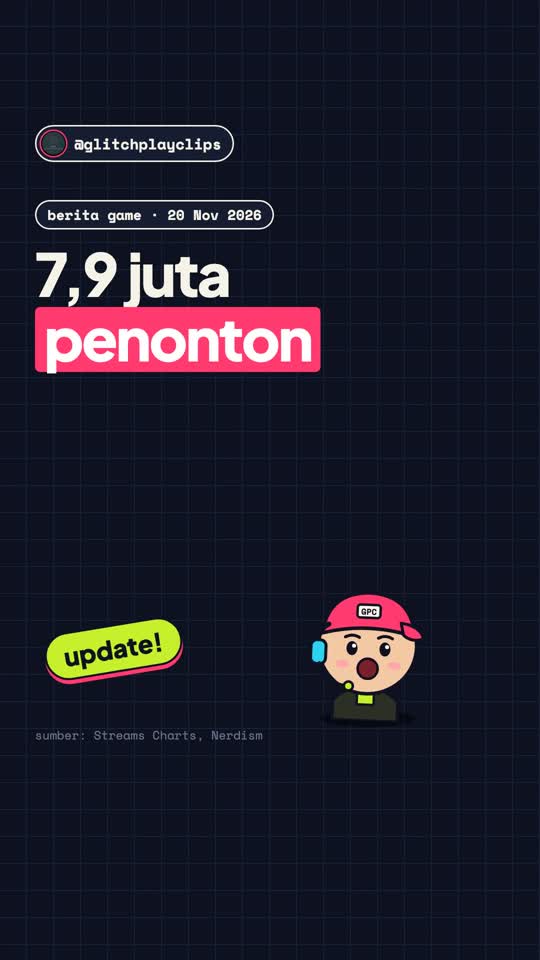 @glitchplayclips
berita game · 20 Nov 2026
7,9 juta
penonton
GPC
update!
sumber: Streams Charts, Nerdism